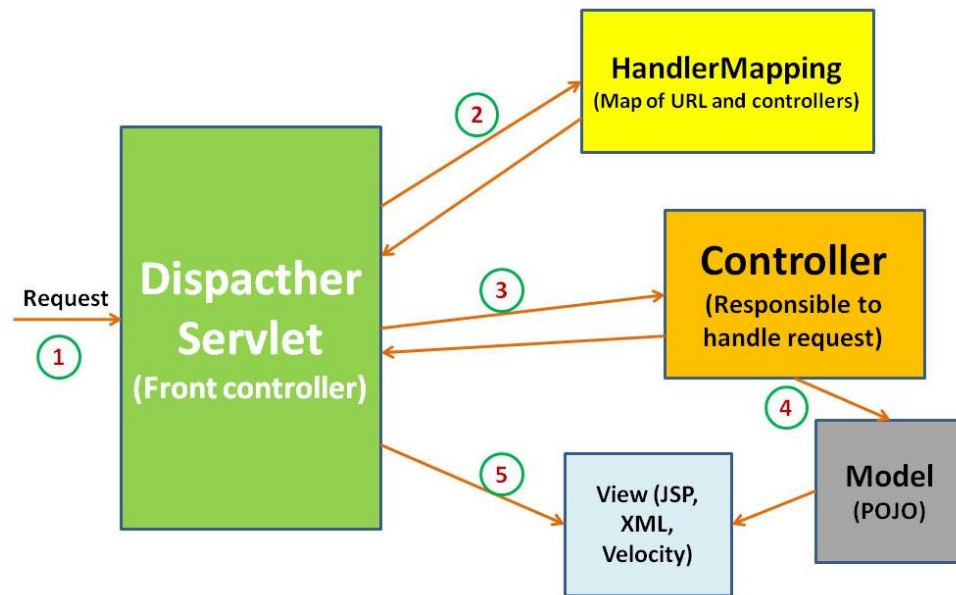 HandlerMapping
(Map of URL and controllers)
2
Dispacther
Servlet
(Front controller)
Request
1
3
Controller
(Responsible to
handle request)
4
5
View (JSP,
XML,
Velocity)
Model
(POJO)